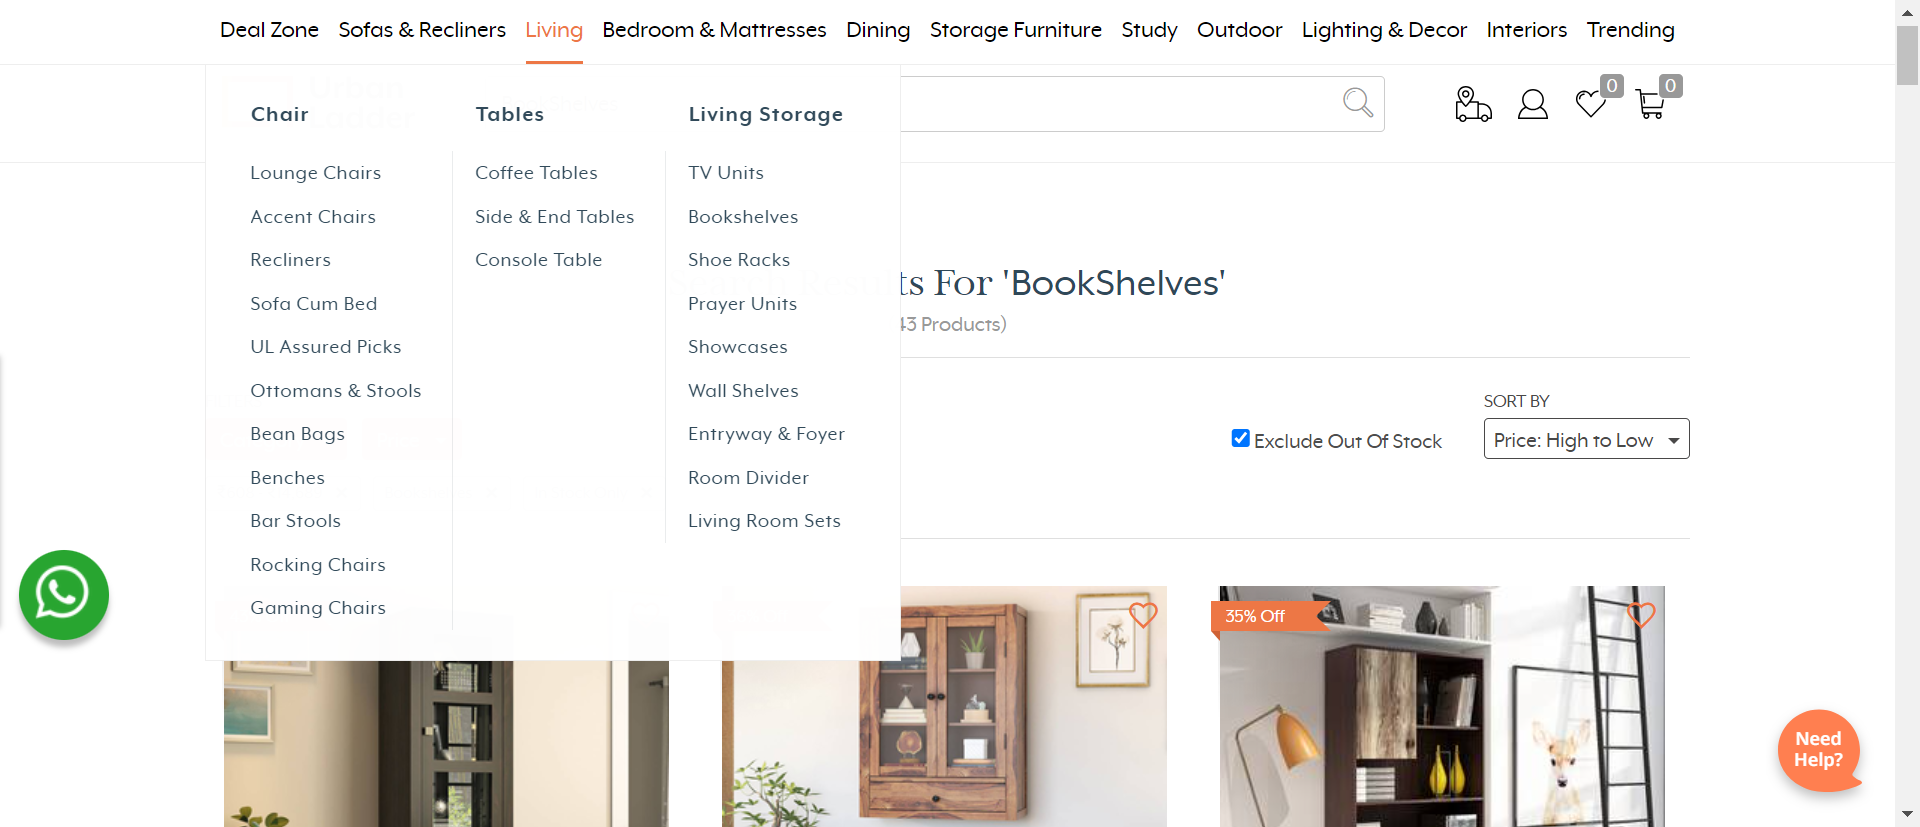 Deal Zone Sofas & Recliners Living Bedroom & Mattresses Dining Storage Furniture Study Outdoor Lighting & Decor Interiors Trending
0 0
Chair Tables Living Storage
Lounge Chairs Coffee Tables TV Units
Accent Chairs Side & End Tables Bookshelves
Recliners Console Table Shoe Racks
Sofa Cum Bed Prayer Units
UL Assured Picks Showcases
Ottomans & Stools Wall Shelves
Bean Bags Entryway & Foyer
Benches Room Divider
Bar Stools Living Room Sets
Rocking Chairs
Gaming Chairs
ts For 'BookShelves'
43 Products)
SORT BY
Exclude Out Of Stock Price: High to Low
35% Off
Need
Help?